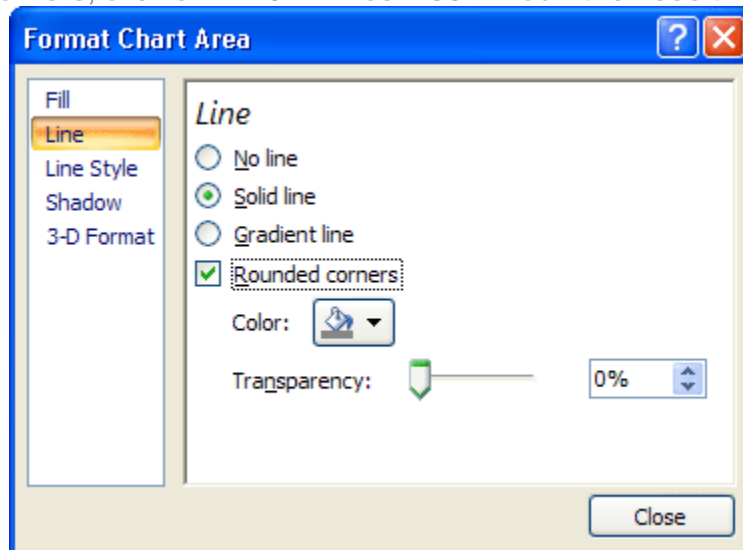 Format Chart Area
Fill
Line
Line Style
Shadow
3-D Format
Line
No line
Solid line
Gradient line
Rounded corners
Color:
Transparency:
0%
Close